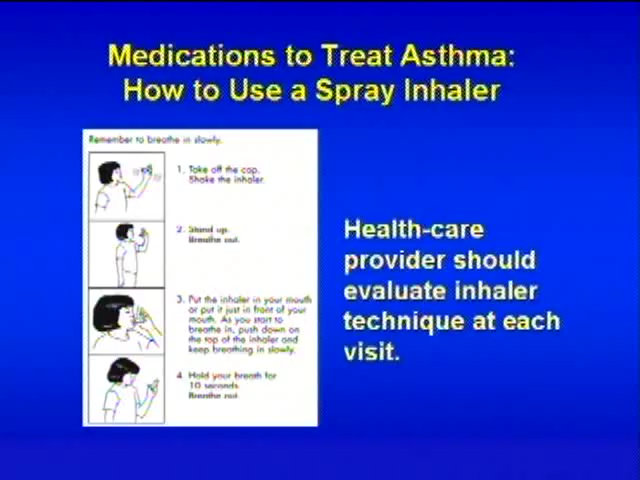 Medications to Treat Asthma:
How to Use a Spray Inhaler
Remember to breathe in slowly.
1. Take off the cap.
Shake the inhaler.
2. Stand up.
Breathe out.
3. Put the inhaler in your mouth
or put it just in front of your
mouth. As you start to
breathe in, push down on
the top of the inhaler and
keep breathing in slowly.
4. Hold your breath for
10 seconds.
Breathe out.
Health-care
provider should
evaluate inhaler
technique at each
visit.